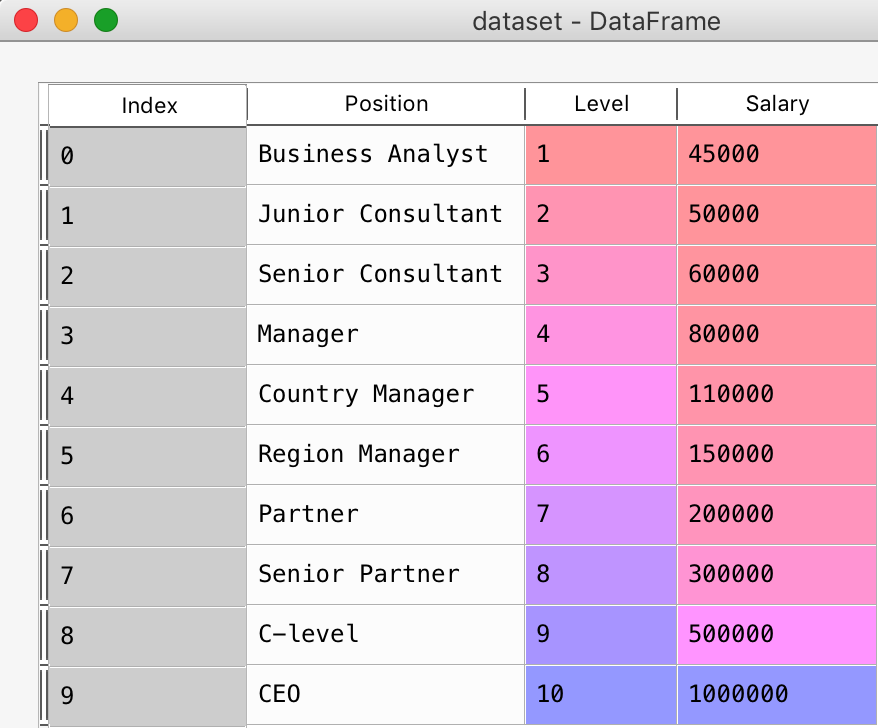 dataset - DataFrame
Index Position Level Salary
0 Business Analyst 1 45000
1 Junior Consultant 2 50000
2 Senior Consultant 3 60000
3 Manager 4 80000
4 Country Manager 5 110000
5 Region Manager 6 150000
6 Partner 7 200000
7 Senior Partner 8 300000
8 C-level 9 500000
9 CEO 10 1000000